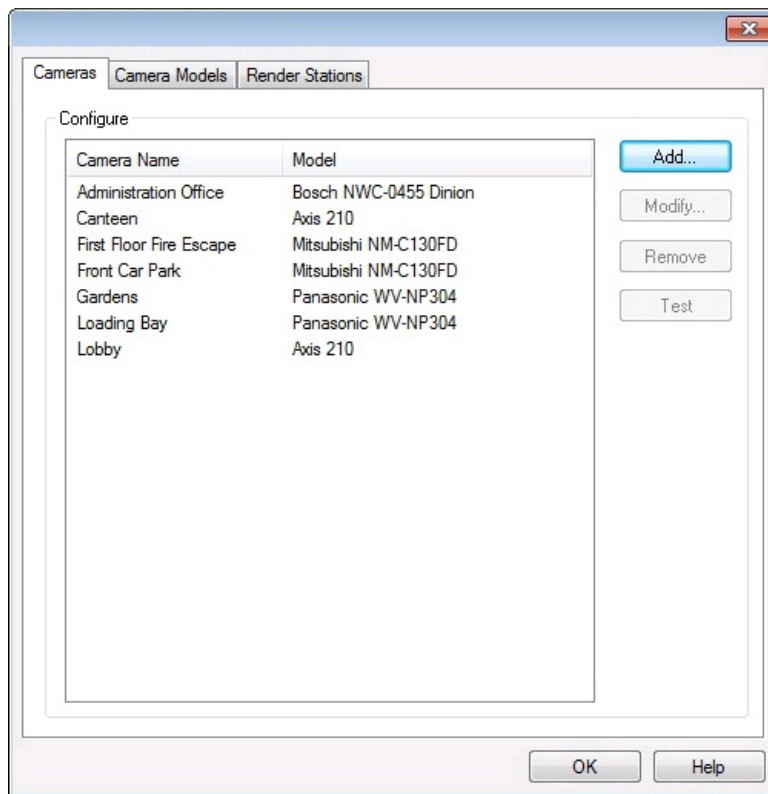 Cameras Camera Models Render Stations
Configure
Camera Name Model
Administration Office Bosch NWC-0455 Dinion
Canteen Axis 210
First Floor Fire Escape Mitsubishi NM-C130FD
Front Car Park Mitsubishi NM-C130FD
Gardens Panasonic WV-NP304
Loading Bay Panasonic WV-NP304
Lobby Axis 210
Add...
Modify...
Remove
Test
OK Help